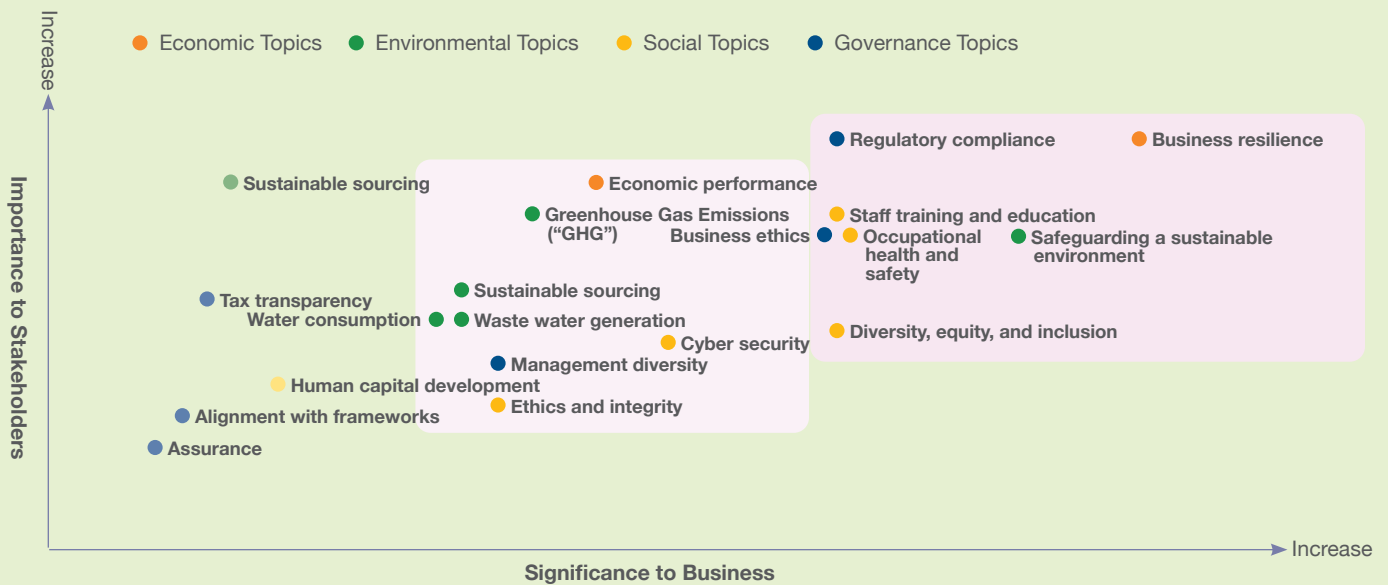 Increase
Economic Topics
Environmental Topics
Social Topics
Governance Topics
Importance to Stakeholders
Regulatory compliance
Business resilience
Sustainable sourcing
Economic performance
Greenhouse Gas Emissions
(“GHG”)
Staff training and education
Business ethics
Occupational
health and
safety
Safeguarding a sustainable
environment
Sustainable sourcing
Tax transparency
Water consumption
Waste water generation
Diversity, equity, and inclusion
Cyber security
Management diversity
Human capital development
Ethics and integrity
Alignment with frameworks
Assurance
Increase
Significance to Business